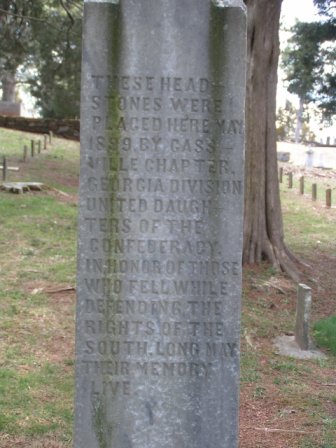 THESE HEAD-
STONES WERE
PLACED HERE MAY
1899 BY CASS-
VILLE CHAPTER,
GEORGIA DIVISION
UNITED DAUGH-
TERS OF THE
CONFEDERACY,
IN HONOR OF THOSE
WHO FELL WHILE
DEFENDING THE
RIGHTS OF THE
SOUTH. LONG MAY
THEIR MEMORY
LIVE